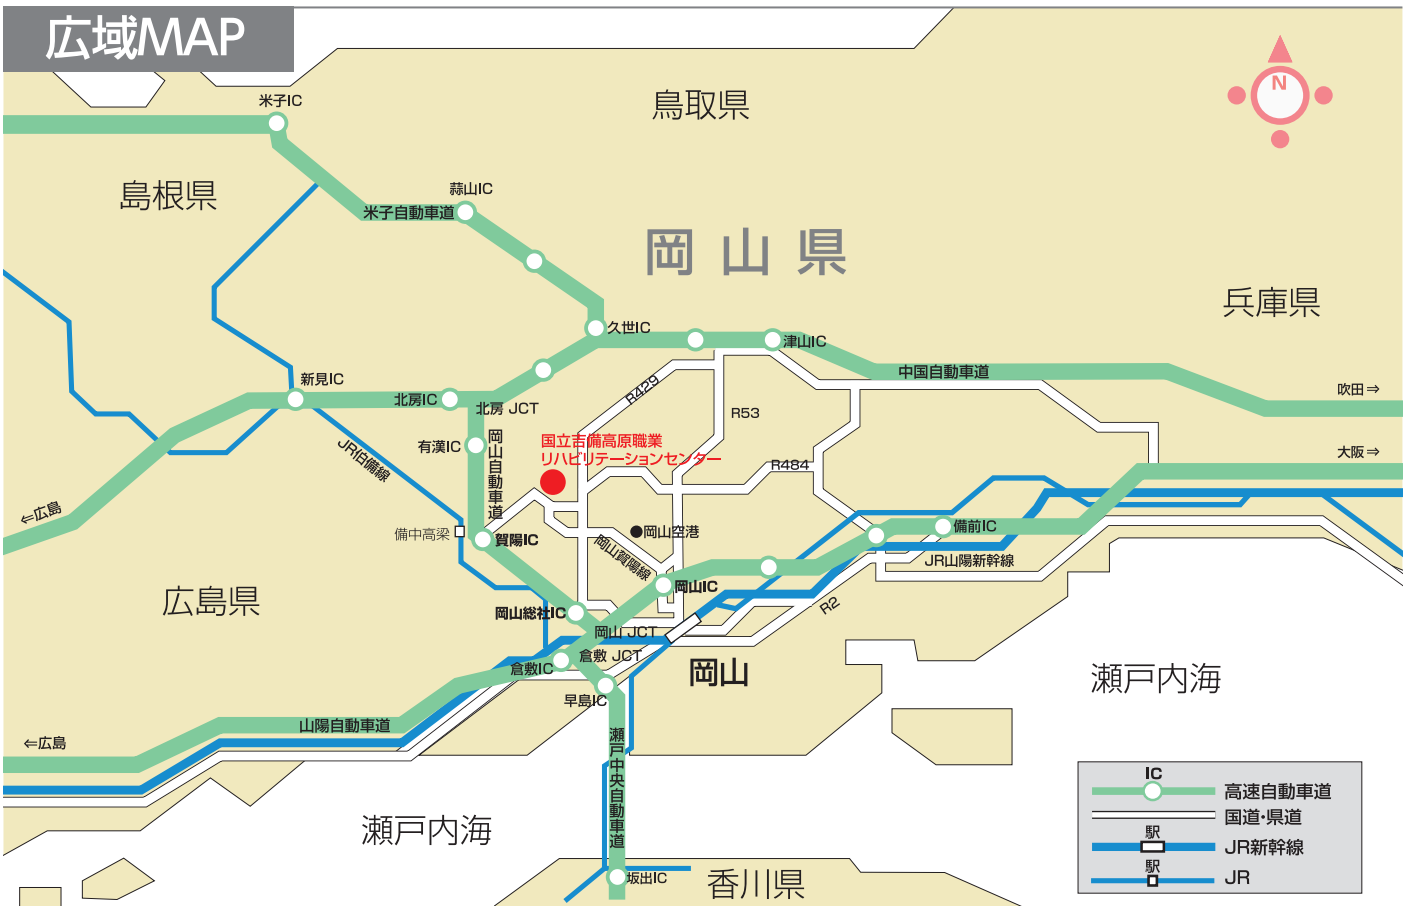 広域MAP
米子IC
鳥取県
N
島根県
蒜山IC
米子自動車道
岡山県
兵庫県
久世IC
津山IC
中国自動車道
吹田⇒
新見IC
北房IC
北房 JCT
R429
R53
有漢IC
岡山自動車道
国立吉備高原職業
リハビリテーションセンター
R484
大阪⇒
JR伯備線
⇐広島
備中高梁
賀陽IC
岡山空港
岡山賀陽線
備前IC
JR山陽新幹線
広島県
岡山IC
岡山総社IC
R2
岡山 JCT
倉敷 JCT
倉敷IC
岡山
早島IC
瀬戸内海
山陽自動車道
⇐広島
瀬戸中央自動車道
瀬戸内海
坂出IC
香川県
IC
高速自動車道
国道・県道
駅
JR新幹線
駅
JR